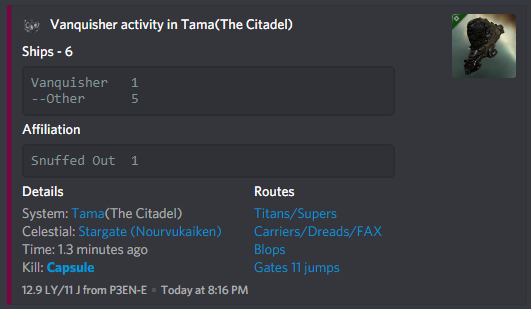 Vanquisher activity in Tama(The Citadel)
Ships - 6
Vanquisher 1
--Other 5
Affiliation
Snuffed Out 1
Details
System: Tama(The Citadel)
Celestial: Stargate (Nourvukaiken)
Time: 1.3 minutes ago
Kill: Capsule
Routes
Titans/Supers
Carriers/Dreads/FAX
Blops
Gates 11 jumps
12.9 LY/11 J from P3EN-E • Today at 8:16 PM